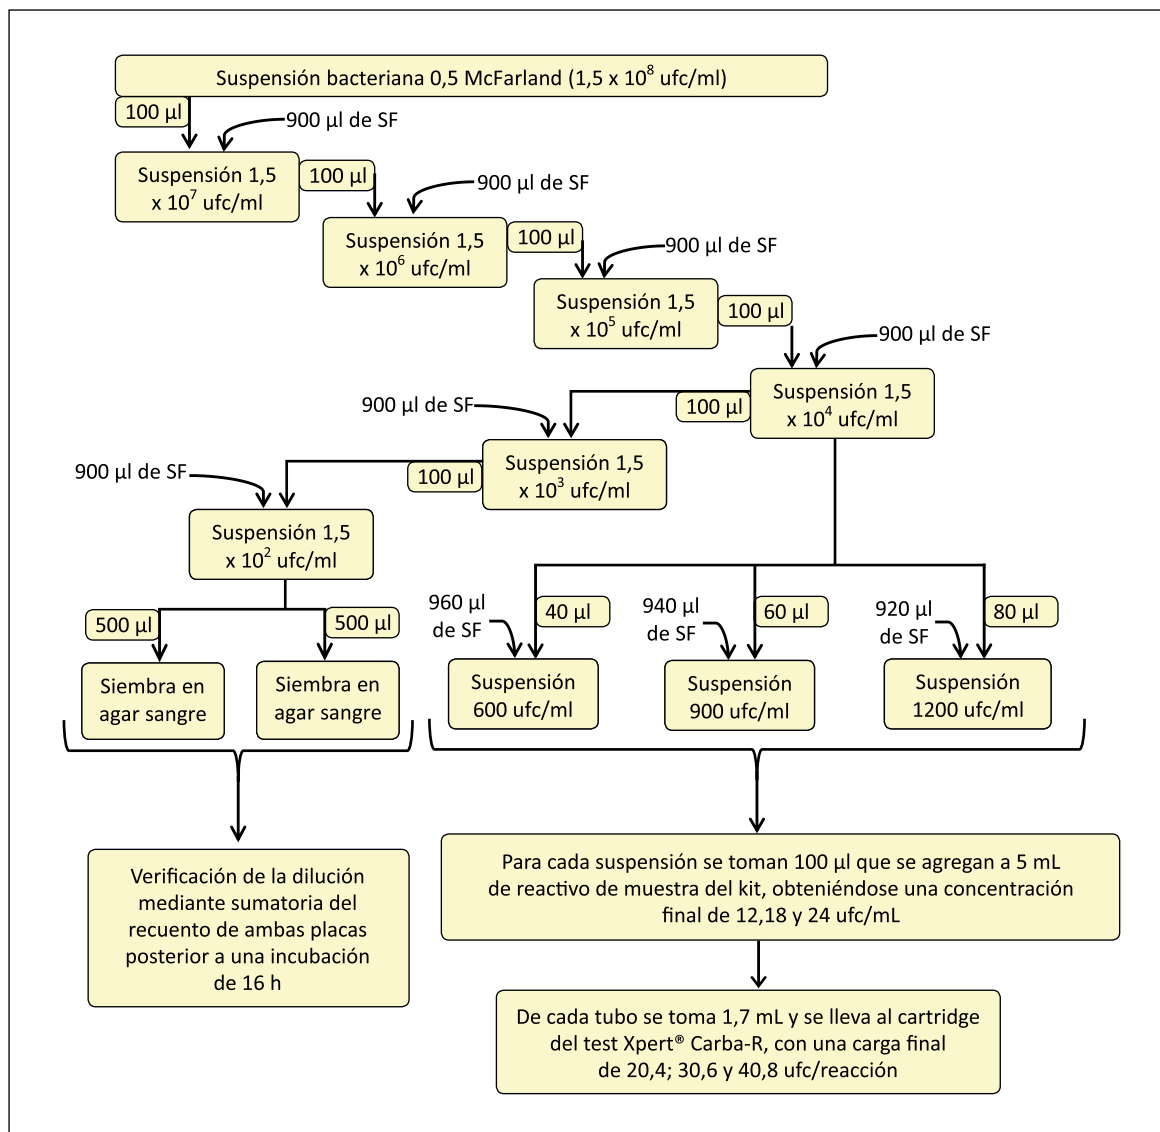 Suspensión bacteriana 0,5 McFarland (1,5 x 10⁸ ufc/ml)
100 µl
900 µl de SF
Suspensión 1,5
x 10⁷ ufc/ml)
100 µl
900 µl de SF
Suspensión 1,5
x 10⁶ ufc/ml)
100 µl
900 µl de SF
Suspensión 1,5
x 10⁵ ufc/ml)
100 µl
900 µl de SF
Suspensión 1,5
x 10⁴ ufc/ml)
100 µl
900 µl de SF
Suspensión 1,5
x 10³ ufc/ml)
100 µl
900 µl de SF
Suspensión 1,5
x 10² ufc/ml)
500 µl
500 µl
Siembra en
agar sangre
Siembra en
agar sangre
960 µl
de SF
40 µl
940 µl
de SF
60 µl
920 µl
de SF
80 µl
Suspensión
600 ufc/ml)
Suspensión
900 ufc/ml)
Suspensión
1200 ufc/ml)
Verificación de la dilución
mediante sumatoria del
recuento de ambas placas
posterior a una incubación
de 16 h
Para cada suspensión se toman 100 µl que se agregan a 5 mL
de reactivo de muestra del kit, obteniéndose una concentración
final de 12,18 y 24 ufc/mL
De cada tubo se toma 1,7 mL y se lleva al cartridge
del test Xpert® Carba-R, con una carga final
de 20,4; 30,6 y 40,8 ufc/reacción